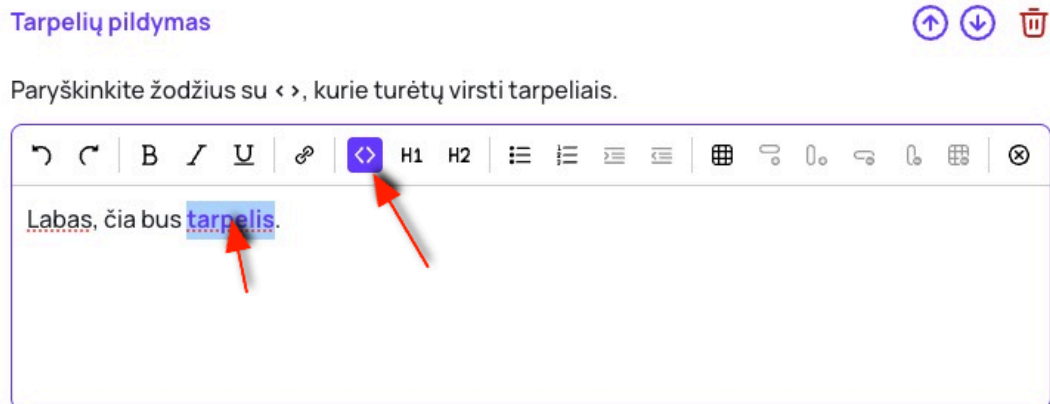 Tarpelių pildymas
Paryškinkite žodžius su <>, kurie turėtų virsti tarpeliais.
B I U <> H1 H2
Labas, čia bus tarpelis.